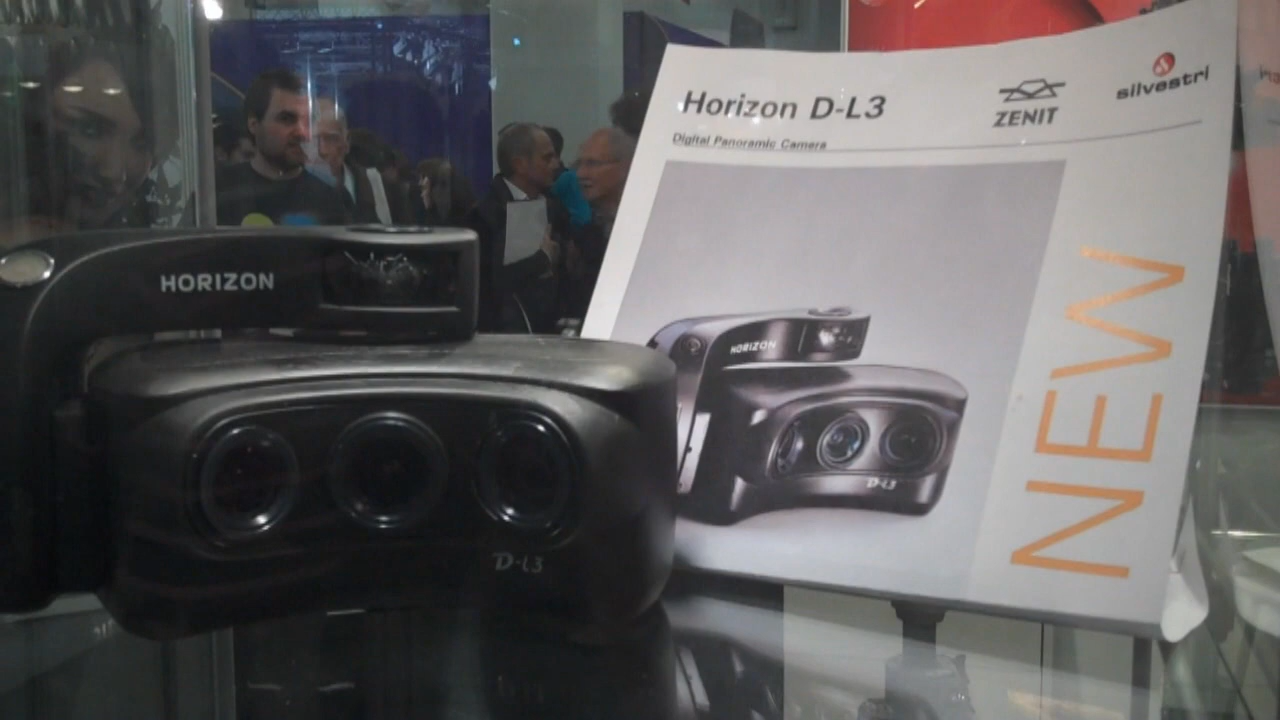 Horizon D-L3
ZENIT
silvestri
Digital Panoramic Camera
HORIZON
D-L3
HORIZON
D-L3
NEW